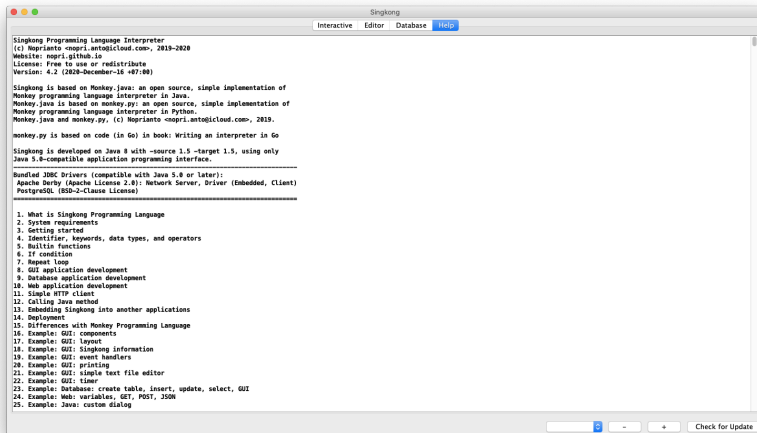 Singkong
Interactive Editor Database Help
Singkong Programming Language Interpreter
(c) Noprianto <nopri.anto@icloud.com>, 2019-2020
Website: nopri.github.io
License: Free to use or redistribute
Version: 4.2 (2020-December-16 +07:00)
Singkong is based on Monkey.java: an open source, simple implementation of
Monkey programming language interpreter in Java.
Monkey.java is based on monkey.py: an open source, simple implementation of
Monkey programming language interpreter in Python.
Monkey.java and monkey.py, (c) Noprianto <nopri.anto@icloud.com>, 2019.
monkey.py is based on code (in Go) in book: Writing an interpreter in Go
Singkong is developed on Java 8 with -source 1.5 -target 1.5, using only
Java 5.0-compatible application programming interface.
Bundled JDBC Drivers (compatible with Java 5.0 or later):
Apache Derby (Apache License 2.0): Network Server, Driver (Embedded, Client)
PostgreSQL (BSD-2-Clause License)
1. What is Singkong Programming Language
2. System requirements
3. Getting started
4. Identifier, keywords, data types, and operators
5. Builtin functions
6. If condition
7. Repeat loop
8. GUI application development
9. Database application development
10. Web application development
11. Simple HTTP client
12. Calling Java method
13. Embedding Singkong into another applications
14. Deployment
15. Differences with Monkey Programming Language
16. Example: GUI: components
17. Example: GUI: layout
18. Example: GUI: Singkong information
19. Example: GUI: event handlers
20. Example: GUI: printing
21. Example: GUI: simple text file editor
22. Example: GUI: timer
23. Example: Database: create table, insert, update, select, GUI
24. Example: Web: variables, GET, POST, JSON
25. Example: Java: custom dialog
- + Check for Update